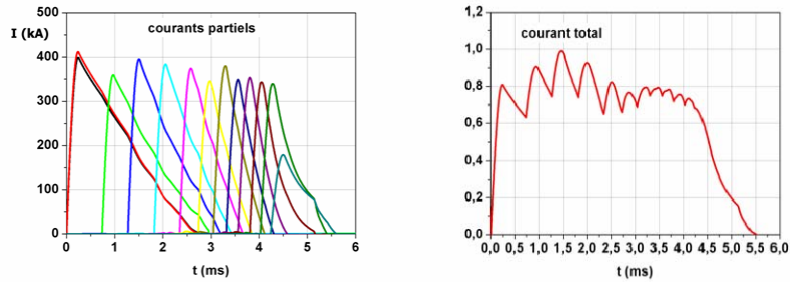 500
I (kA)
courants partiels
400
300
200
100
0
0 1 2 3 4 5 6
t (ms)
1,2
courant total
1,0
0,8
0,6
0,4
0,2
0,0
0,0 0,5 1,0 1,5 2,0 2,5 3,0 3,5 4,0 4,5 5,0 5,5 6,0
t (ms)